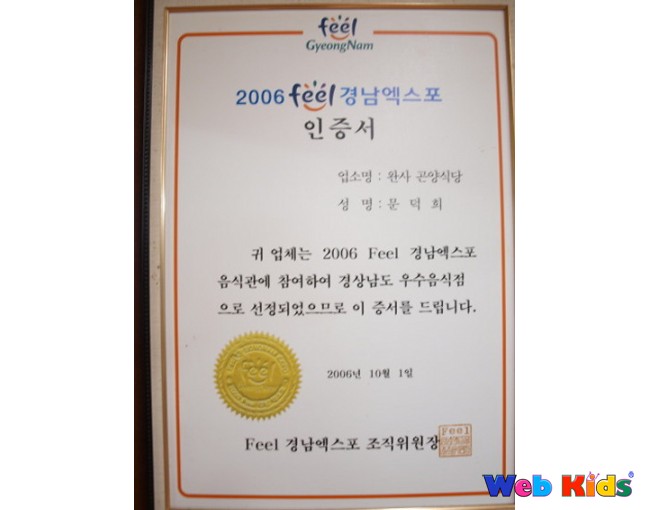 feel
GyeongNam
2006 feel 경남엑스포
인증서
업소명 : 완사 곤양식당
성 명 : 문 덕 희
귀 업체는 2006 Feel 경남엑스포
음식관에 참여하여 경상남도 우수음식점
으로 선정되었으므로 이 증서를 드립니다.
2006년 10월 1일
Feel 경남엑스포 조직위원장
Feel
Web Kids